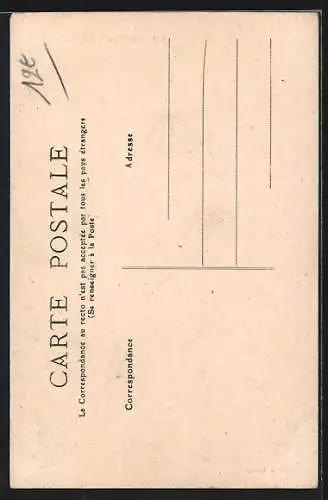 12€
CARTE POSTALE
La Correspondance au recto n'est pas acceptée par tous les pays étrangers
(Se renseigner à la Poste)
Correspondance
Adresse